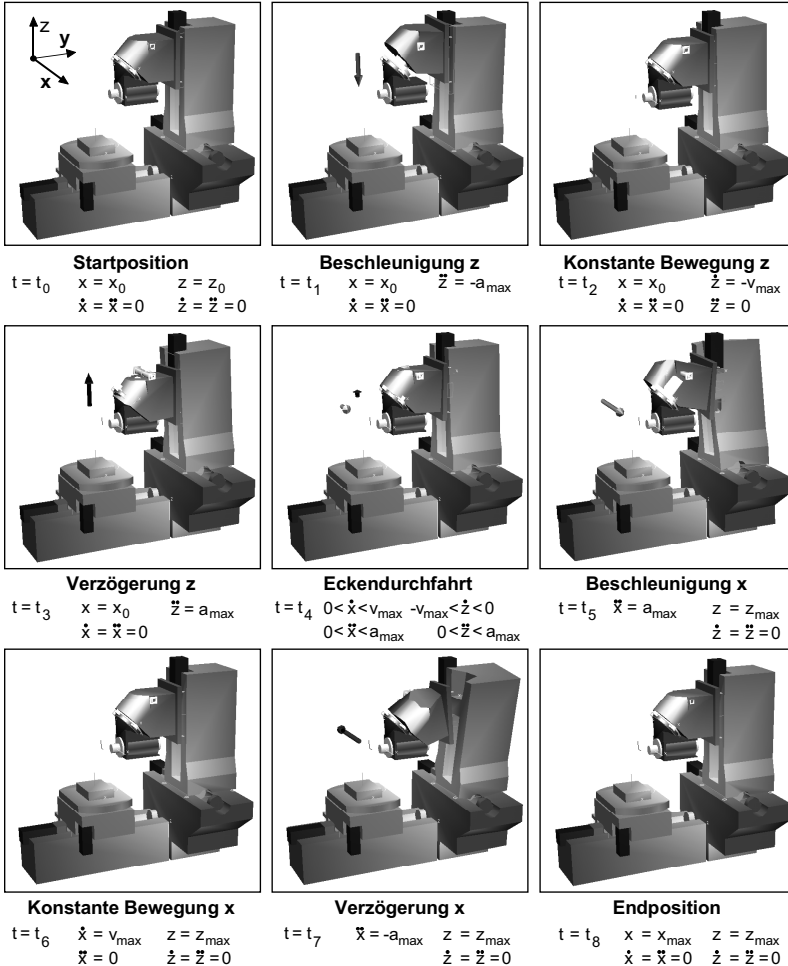 z
y
x
Startposition
t = t₀ x = x₀ z = z₀
ẋ = ẍ = 0 ż = z̈ = 0
Beschleunigung z
t = t₁ x = x₀ z̈ = -aₘₐₓ
ẋ = ẍ = 0
Konstante Bewegung z
t = t₂ x = x₀ ż = -vₘₐₓ
ẋ = ẍ = 0 z̈ = 0
Verzögerung z
t = t₃ x = x₀ z̈ = aₘₐₓ
ẋ = ẍ = 0
Eckendurchfahrt
t = t₄ 0 < ẋ < vₘₐₓ -vₘₐₓ < ż < 0
0 < ẍ < aₘₐₓ 0 < z̈ < aₘₐₓ
Beschleunigung x
t = t₅ ẍ = aₘₐₓ z = zₘₐₓ
ż = z̈ = 0
Konstante Bewegung x
t = t₆ ẋ = vₘₐₓ z = zₘₐₓ
ẍ = 0 ż = z̈ = 0
Verzögerung x
t = t₇ ẍ = -aₘₐₓ z = zₘₐₓ
ż = z̈ = 0
Endposition
t = t₈ x = xₘₐₓ z = zₘₐₓ
ẋ = ẍ = 0 ż = z̈ = 0